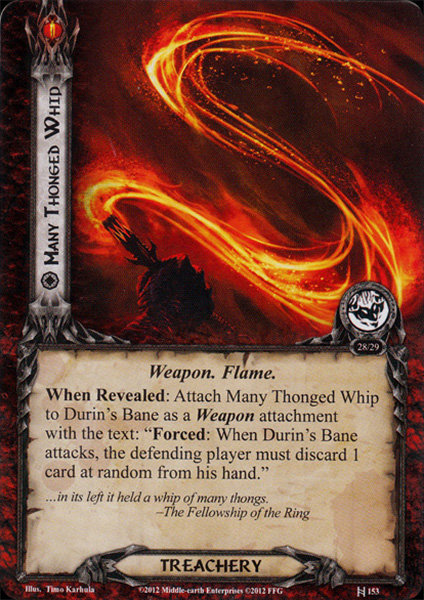 MANY THONGED WHIP
28/29
Weapon. Flame.
When Revealed: Attach Many Thonged Whip
to Durin's Bane as a Weapon attachment
with the text: “Forced: When Durin's Bane
attacks, the defending player must discard 1
card at random from his hand.”
...in its left it held a whip of many thongs.
–The Fellowship of the Ring
TREACHERY
Illus. Timo Karhula
©2012 Middle-earth Enterprises ©2012 FFG
153